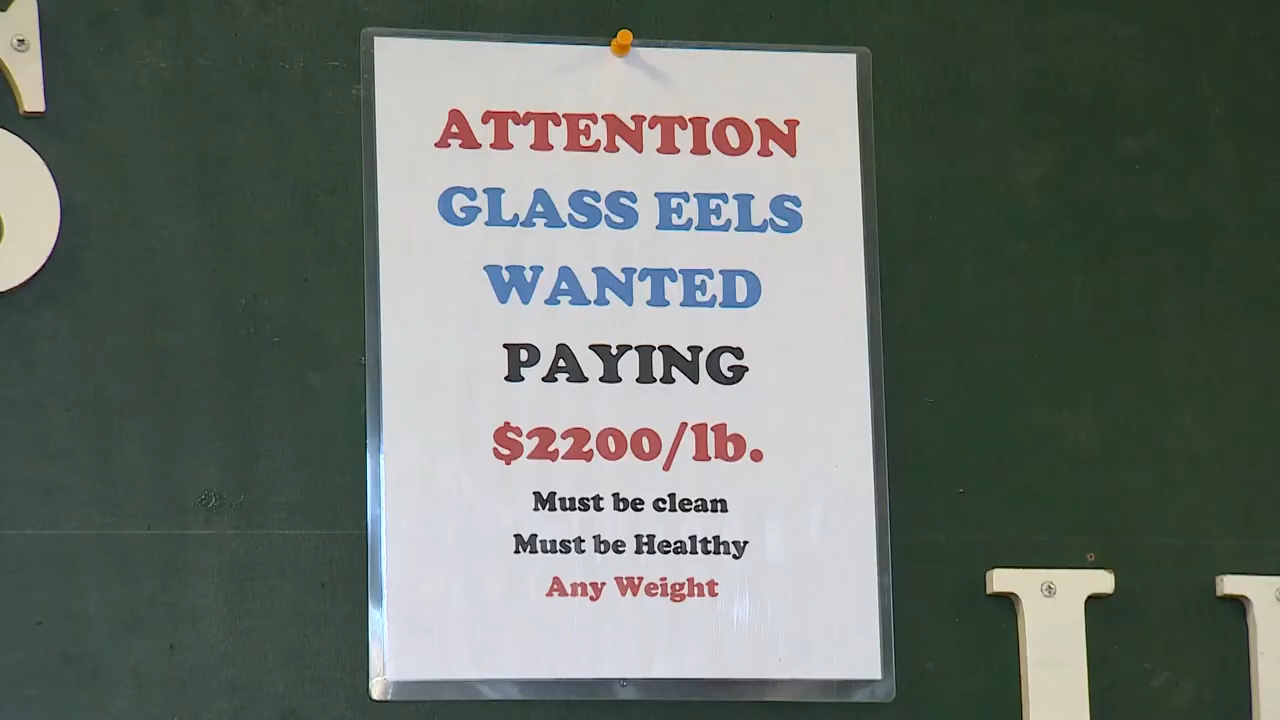 ATTENTION
GLASS EELS
WANTED
PAYING
$2200/lb.
Must be clean
Must be Healthy
Any Weight